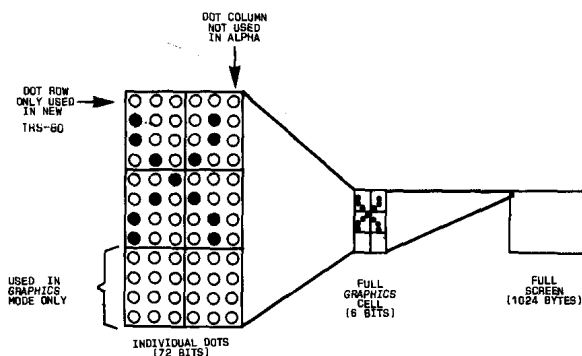 DOT COLUMN
NOT USED
IN ALPHA
DOT ROW
ONLY USED
IN NEW
TRS-80
USED IN
GRAPHICS
MODE ONLY
INDIVIDUAL DOTS
(72 BITS)
FULL
GRAPHICS
CELL
(6 BITS)
FULL
SCREEN
(1024 BYTES)